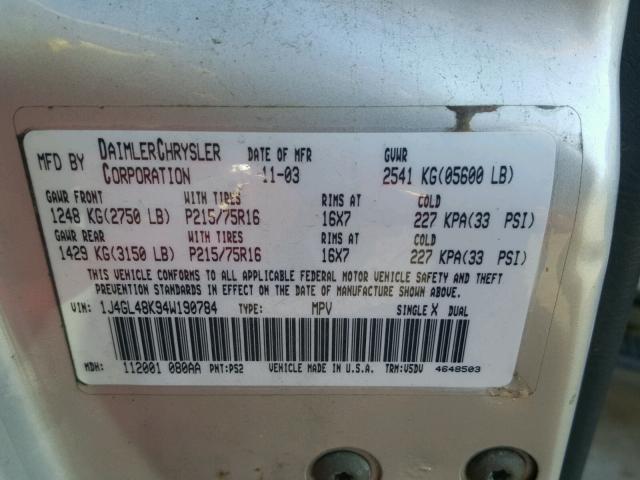 MFD BY DAIMLERCHRYSLER CORPORATION DATE OF MFR 11-03 GVWR 2541 KG(05600 LB)
GAWR FRONT WITH TIRES RIMS AT COLD
1248 KG(2750 LB) P215/75R16 16X7 227 KPA(33 PSI)
GAWR REAR WITH TIRES RIMS AT COLD
1429 KG(3150 LB) P215/75R16 16X7 227 KPA(33 PSI)
THIS VEHICLE CONFORMS TO ALL APPLICABLE FEDERAL MOTOR VEHICLE SAFETY AND THEFT
PREVENTION STANDARDS IN EFFECT ON THE DATE OF MANUFACTURE SHOWN ABOVE.
VIN: 1J4GL48K94W190784 TYPE: MPV SINGLE X DUAL
MDH: 112001 080AA PNT:PS2 VEHICLE MADE IN U.S.A. TRM:V5DV 4648503